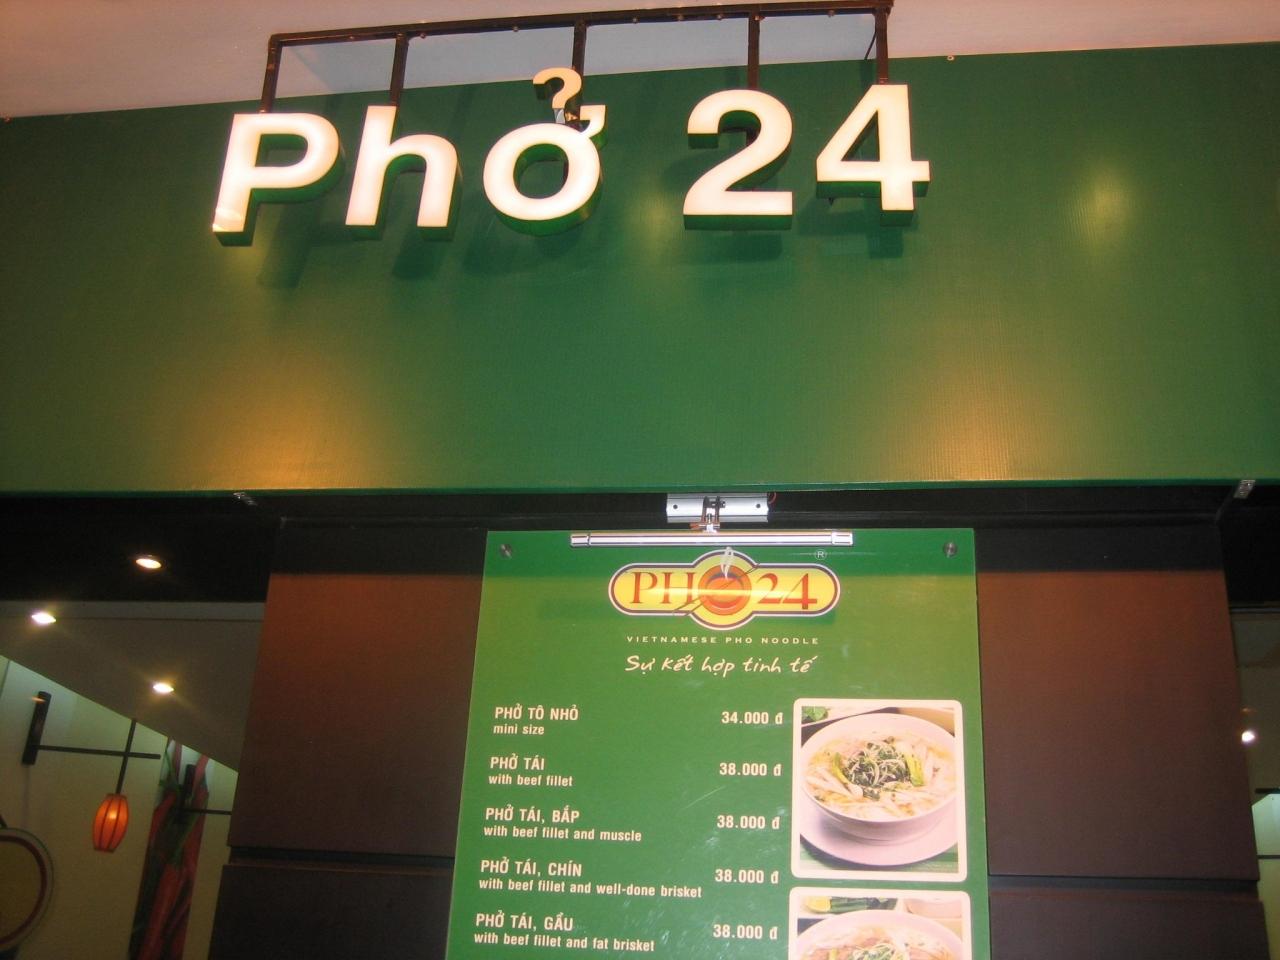 Phở 24
PHỞ 24 ®
VIETNAMESE PHO NOODLE
Sự kết hợp tinh tế
PHỞ TÔ NHỎ 34.000 đ
mini size
PHỞ TÁI 38.000 đ
with beef fillet
PHỞ TÁI, BẮP 38.000 đ
with beef fillet and muscle
PHỞ TÁI, CHÍN 38.000 đ
with beef fillet and well-done brisket
PHỞ TÁI, GẦU 38.000 đ
with beef fillet and fat brisket